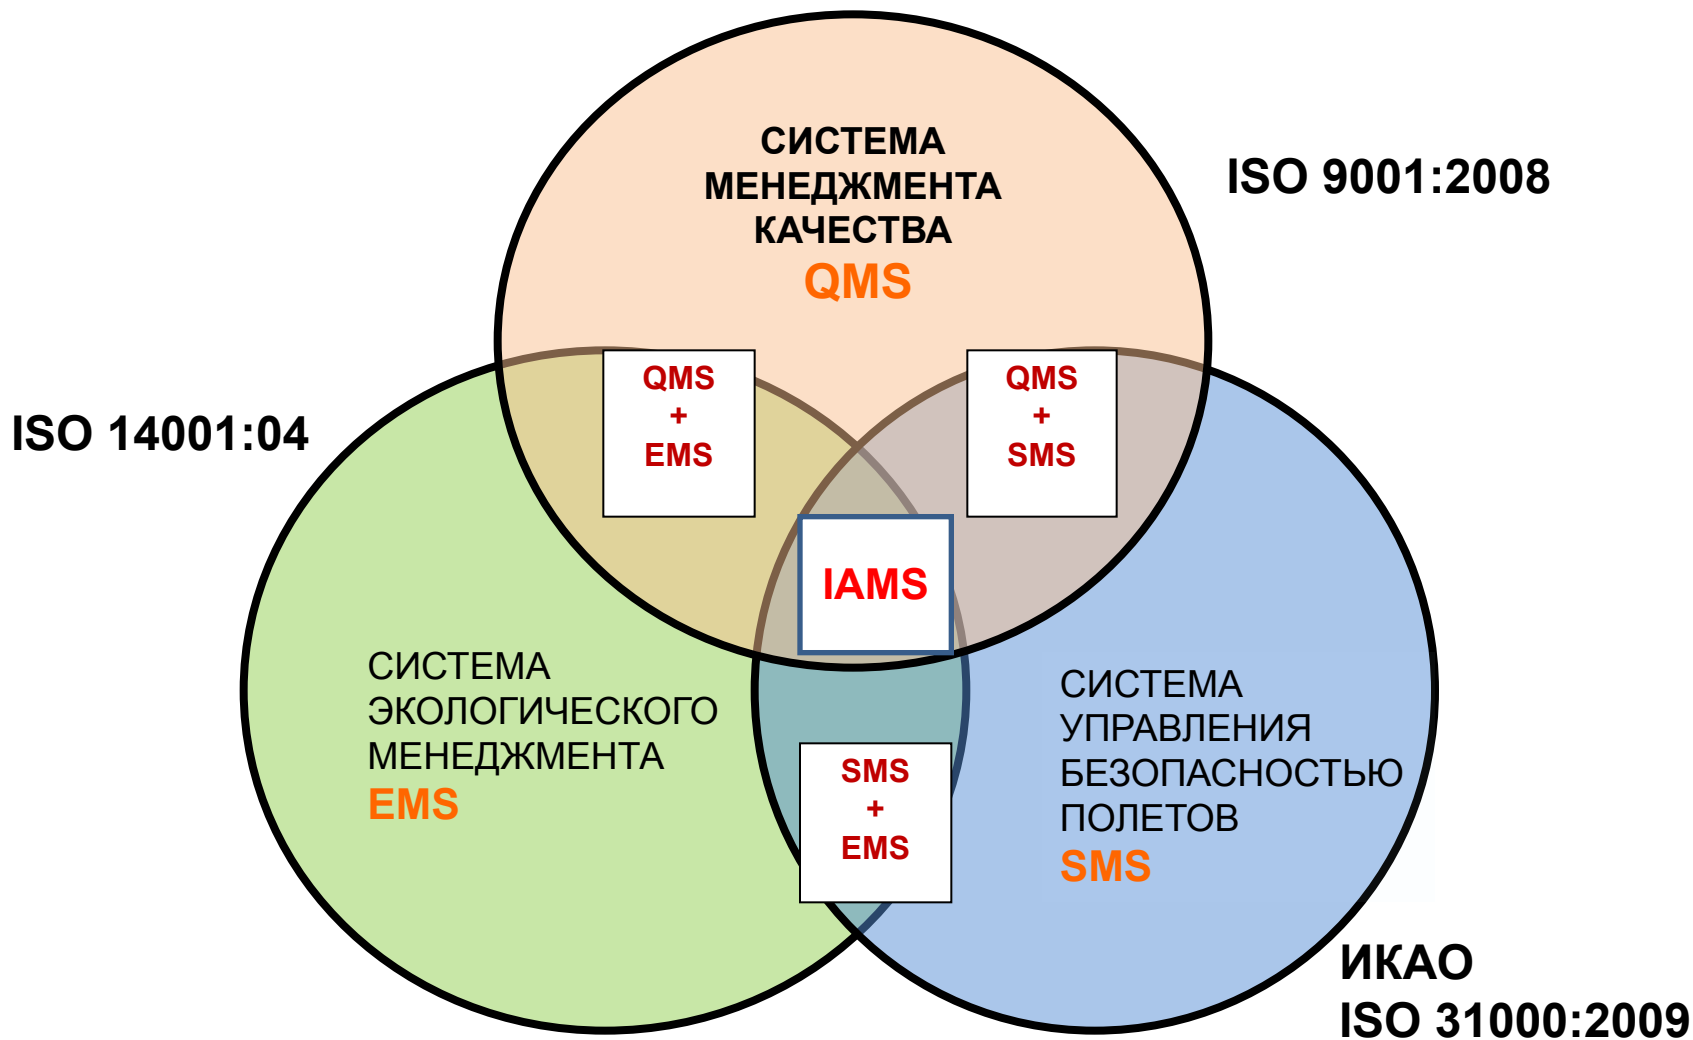 СИСТЕМА
МЕНЕДЖМЕНТА
КАЧЕСТВА
QMS
ISO 9001:2008
ISO 14001:04
QMS
+
EMS
QMS
+
SMS
IAMS
СИСТЕМА
ЭКОЛОГИЧЕСКОГО
МЕНЕДЖМЕНТА
EMS
СИСТЕМА
УПРАВЛЕНИЯ
БЕЗОПАСНОСТЬЮ
ПОЛЕТОВ
SMS
SMS
+
EMS
ИКАО
ISO 31000:2009